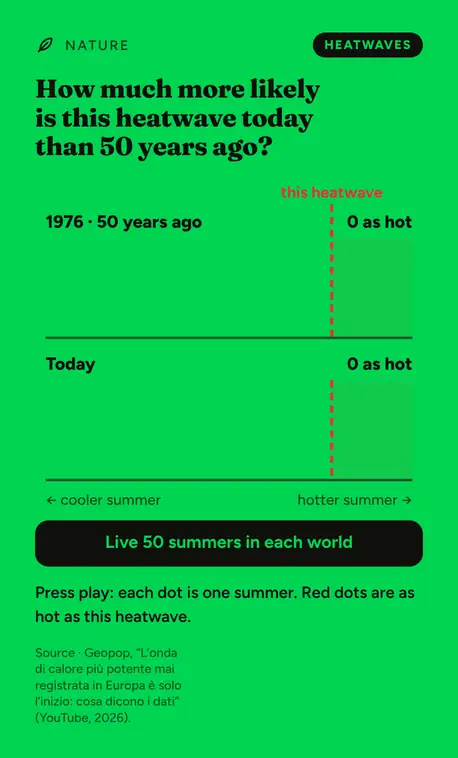 NATURE
HEATWAVES
How much more likely
is this heatwave today
than 50 years ago?
this heatwave
1976 · 50 years ago
0 as hot
Today
0 as hot
← cooler summer
hotter summer →
Live 50 summers in each world
Press play: each dot is one summer. Red dots are as
hot as this heatwave.
Source · Geopop, "L'onda
di calore più potente mai
registrata in Europa è solo
l'inizio: cosa dicono i dati"
(YouTube, 2026).